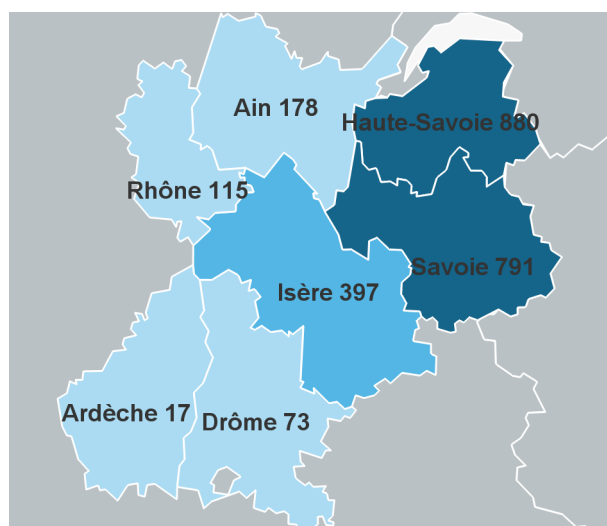 Ain 178
Haute-Savoie 880
Rhône 115
Savoie 791
Isère 397
Ardèche 17
Drôme 73